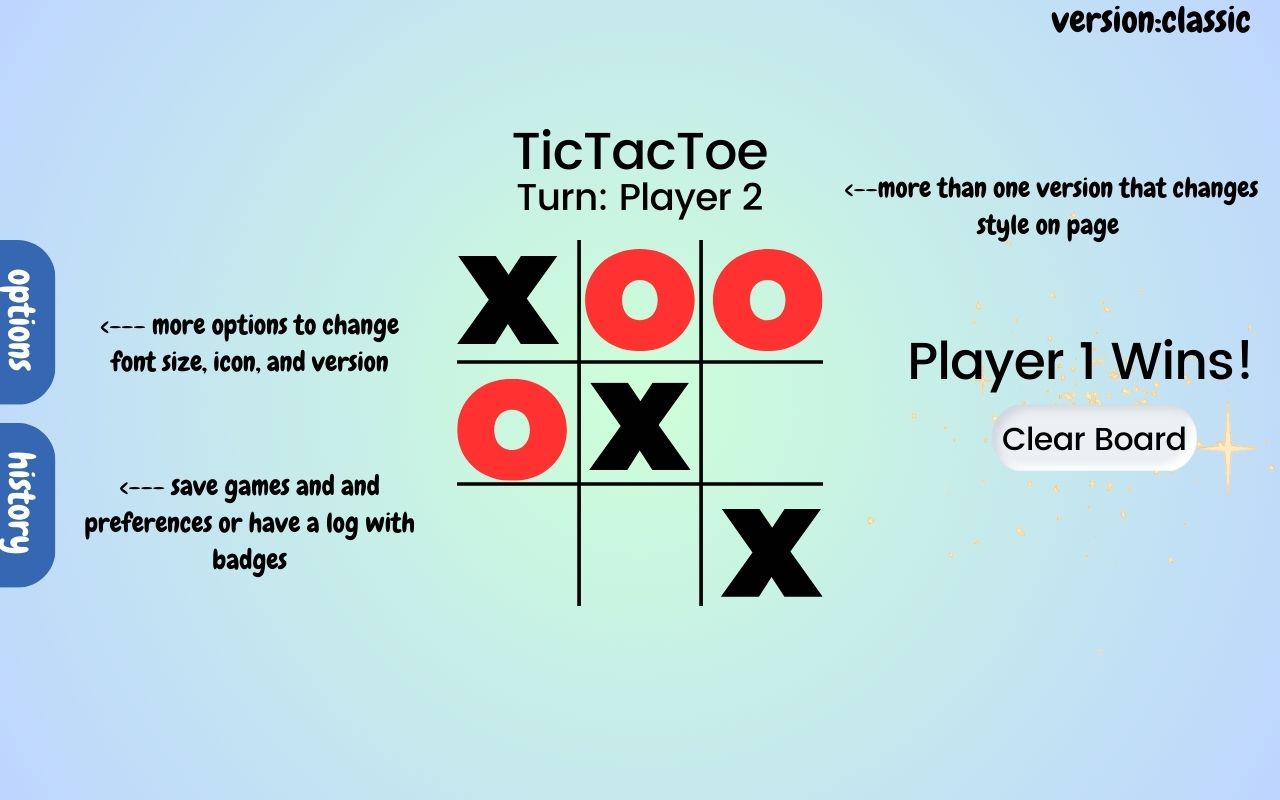 version:classic
TicTacToe
Turn: Player 2
<--more than one version that changes
style on page
X O O
O X
X
options
<--- more options to change
font size, icon, and version
Player 1 Wins!
Clear Board
history
<--- save games and and
preferences or have a log with
badges